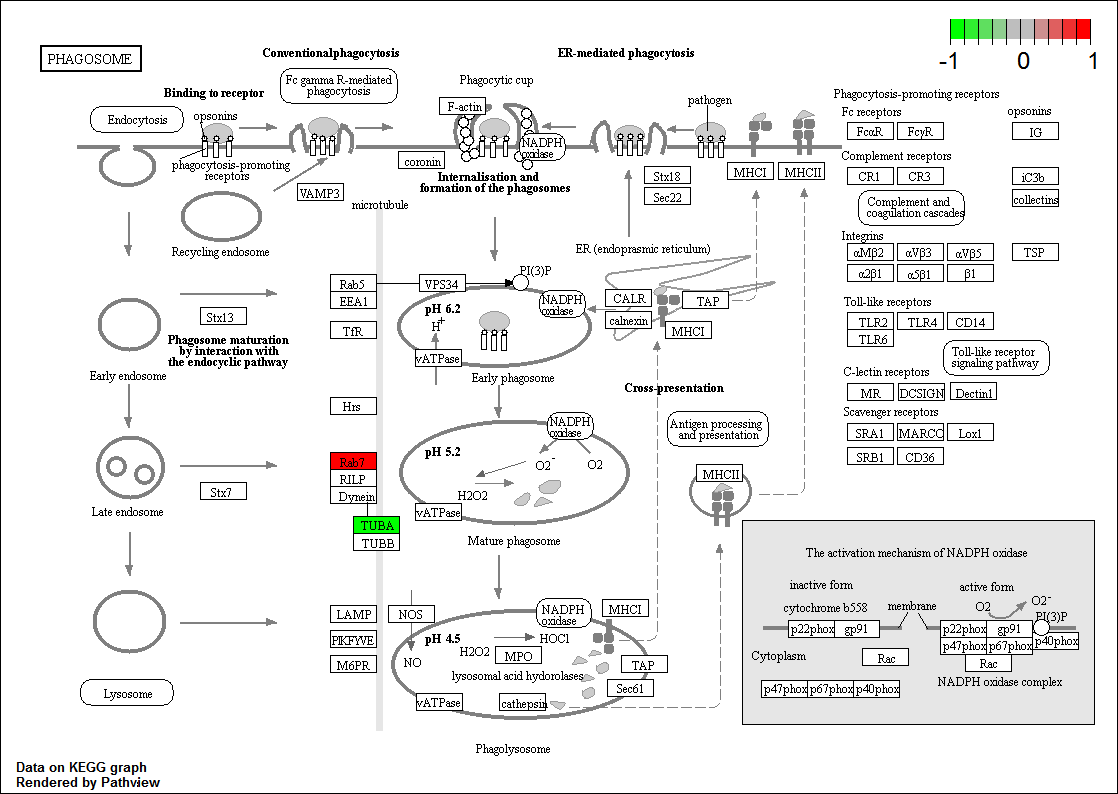 PHAGOSOME
Conventionalphagocytosis
ER-mediated phagocytosis
-1 0 1
Fc gamma R-mediated
phagocytosis
Phagocytic cup
Binding to receptor
F-actin
pathogen
Phagocytosis-promoting receptors
Endocytosis
opsonins
Fc receptors
opsonins
FcαR
FcγR
IG
NADPH
oxidase
coronin
phagocytosis-promoting
receptors
Complement receptors
MHCI
MHCII
Stx18
Sec22
CR1
CR3
iC3b
collectins
Internalisation and
formation of the phagosomes
VAMP3
microtubule
Complement and
coagulation cascades
Recycling endosome
ER (endoprasmic reticulum)
Integrins
αMβ2
αVβ3
αVβ5
TSP
α2β1
α5β1
β1
PI(3)P
Rab5
VPS34
EEA1
NADPH
oxidase
CALR
TAP
calnexin
MHCI
pH 6.2
H+
Stx13
TfR
Toll-like receptors
TLR2
TLR4
CD14
TLR6
Phagosome maturation
by interaction with
the endocyclic pathway
vATPase
Toll-like receptor
signaling pathway
Early endosome
Early phagosome
Cross-presentation
C-lectin receptors
MR
DCSIGN
Dectin1
Hrs
Scavenger receptors
NADPH
oxidase
Antigen processing
and presentation
SRA1
MARCO
Lox1
SRB1
CD36
pH 5.2
Rab7
RILP
Dynein
O2-
O2
H2O2
MHCII
Stx7
vATPase
Late endosome
TUBA
TUBB
Mature phagosome
The activation mechanism of NADPH oxidase
inactive form
active form
cytochrome b558
membrane
O2
O2-
PI(3)P
p22phox
gp91
p22phox
gp91
p47phox
p67phox
p40phox
Cytoplasm
Rac
Rac
NADPH oxidase complex
p47phox
p67phox
p40phox
LAMP
NOS
NADPH
oxidase
MHCI
PIKFYVE
pH 4.5
HOCl
H2O2
MPO
M6PR
NO
lysosomal acid hydorolases
TAP
Sec61
Lysosome
vATPase
cathepsin
Phagolysosome
Data on KEGG graph
Rendered by Pathview